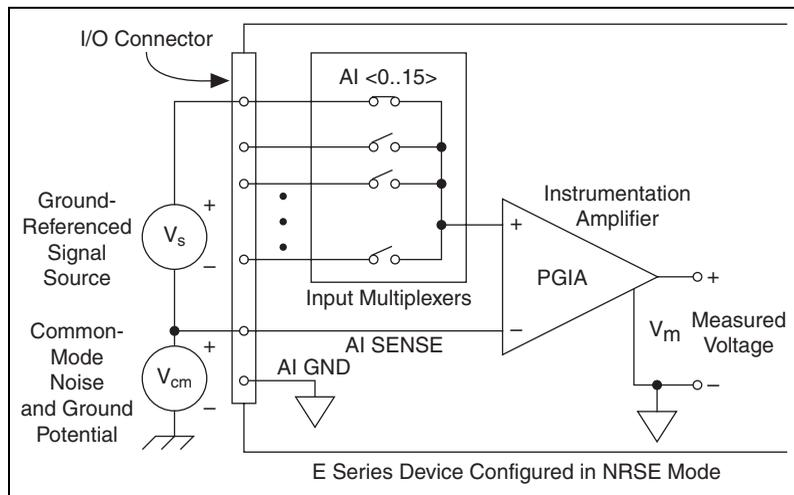 I/O Connector
AI <0..15>
Ground-
Referenced
Signal
Source
+
Vs
−
Instrumentation
Amplifier
+
PGIA
−
+
Input Multiplexers
Vm
Measured
Voltage
−
AI SENSE
AI GND
Common-
Mode
Noise
and Ground
Potential
+
Vcm
−
E Series Device Configured in NRSE Mode